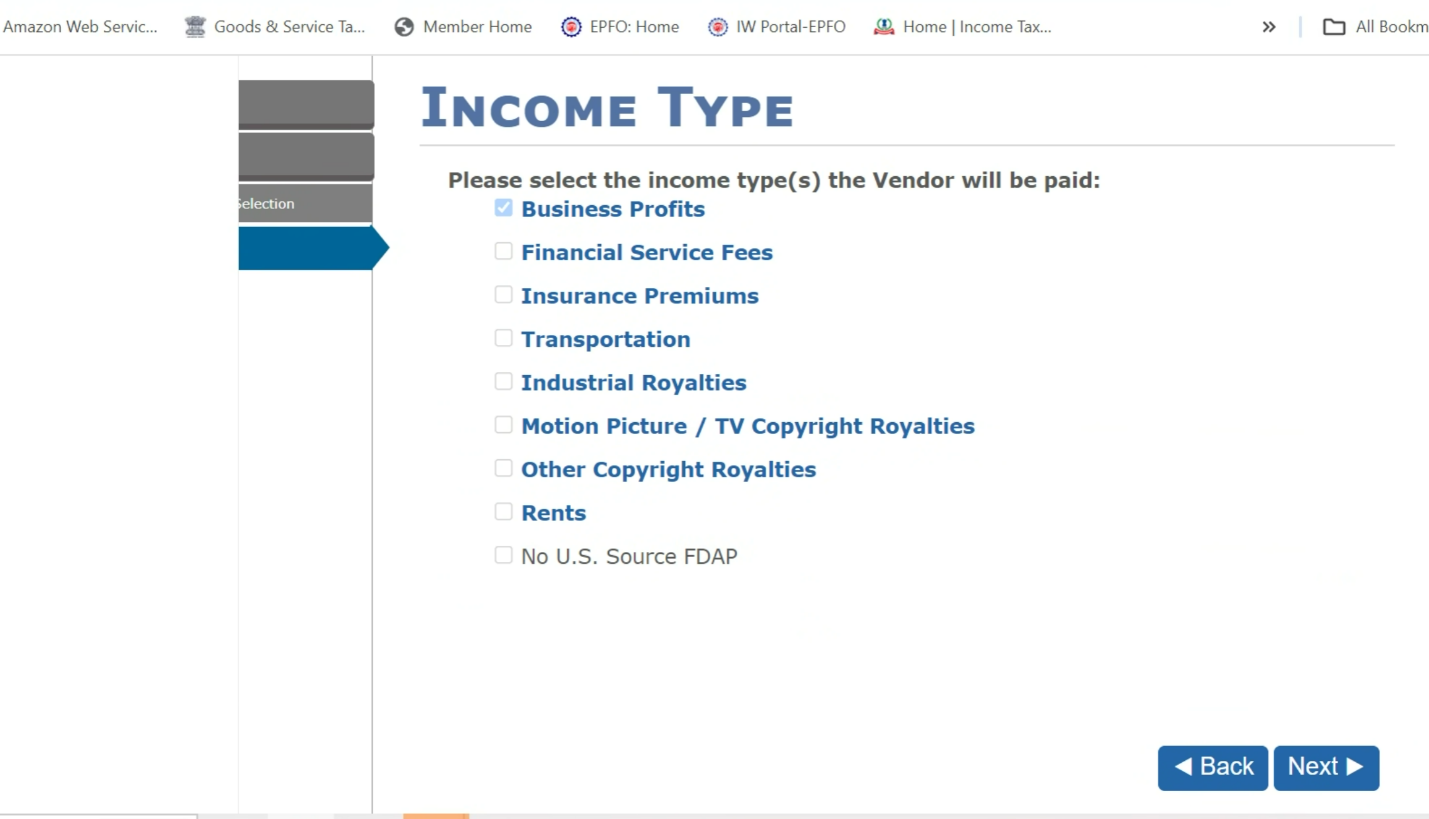 Amazon Web Servic... Goods & Service Ta... Member Home EPFO: Home IW Portal-EPFO Home | Income Tax... » All Bookm
INCOME TYPE
Selection
Please select the income type(s) the Vendor will be paid:
Business Profits
Financial Service Fees
Insurance Premiums
Transportation
Industrial Royalties
Motion Picture / TV Copyright Royalties
Other Copyright Royalties
Rents
No U.S. Source FDAP
Back Next